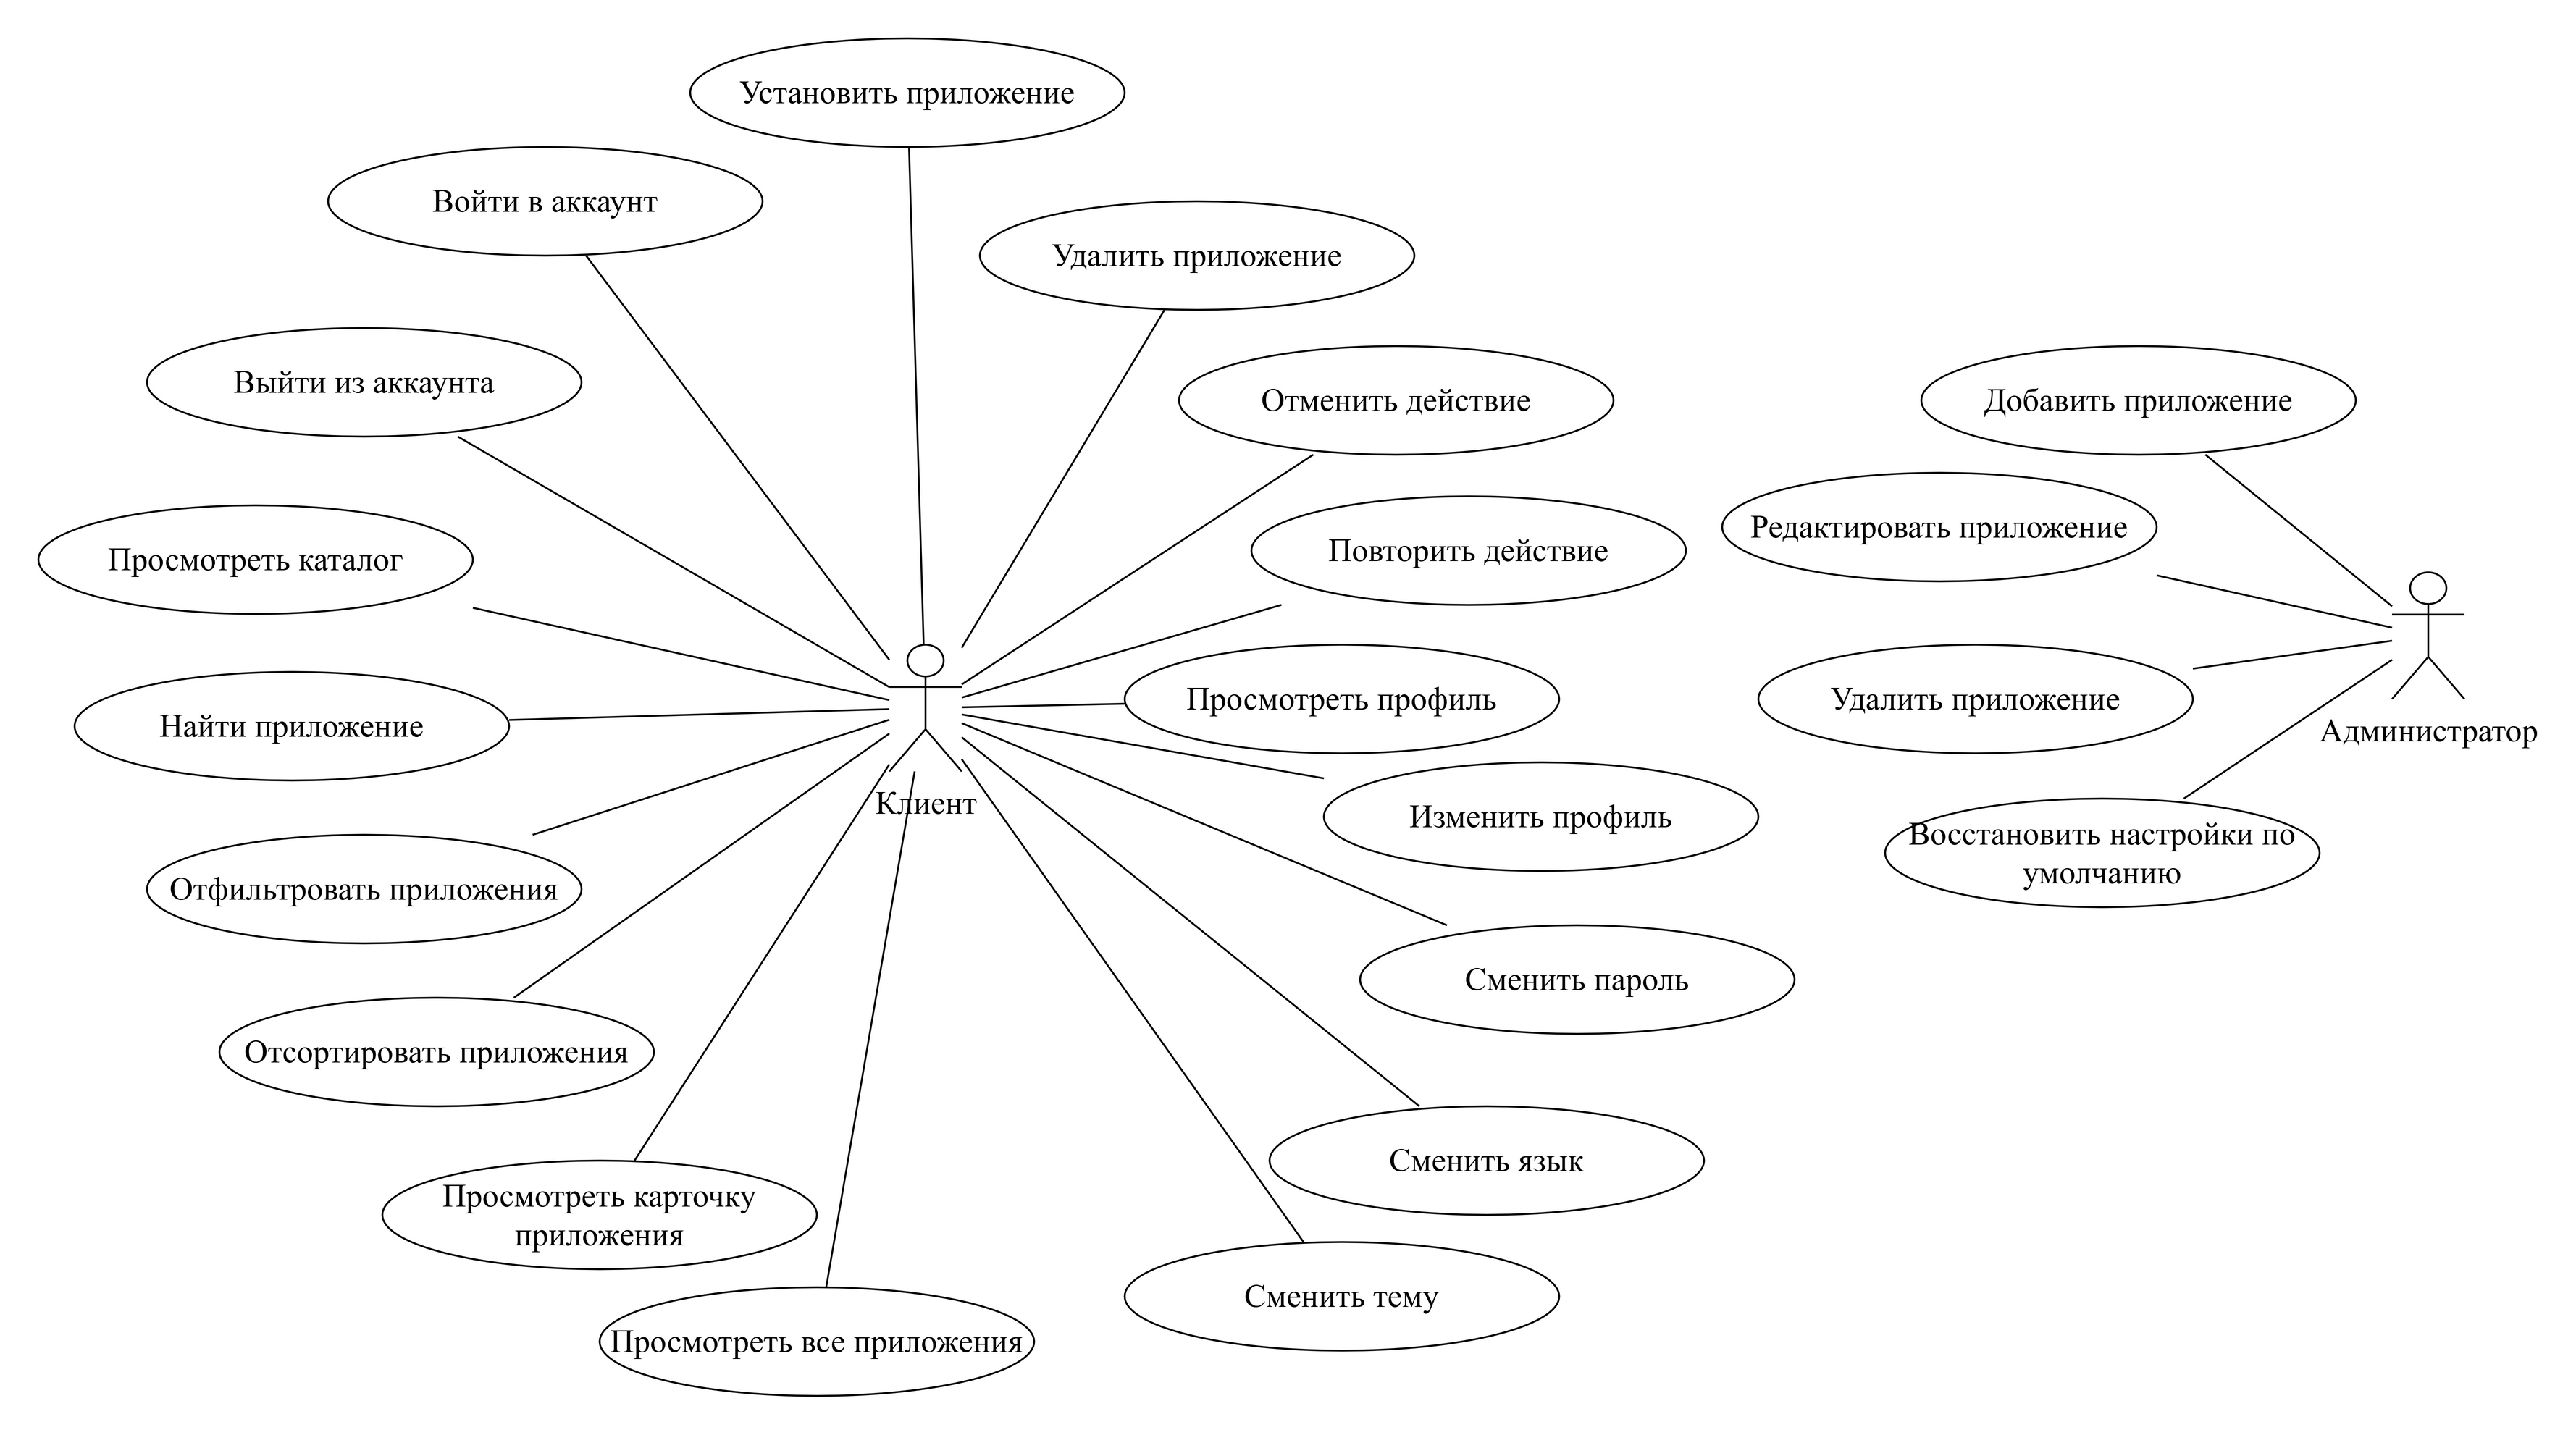 Установить приложение
Войти в аккаунт
Удалить приложение
Выйти из аккаунта
Отменить действие
Добавить приложение
Просмотреть каталог
Повторить действие
Редактировать приложение
Найти приложение
Просмотреть профиль
Удалить приложение
Администратор
Клиент
Изменить профиль
Восстановить настройки по
умолчанию
Отфильтровать приложения
Сменить пароль
Отсортировать приложения
Сменить язык
Просмотреть карточку
приложения
Сменить тему
Просмотреть все приложения